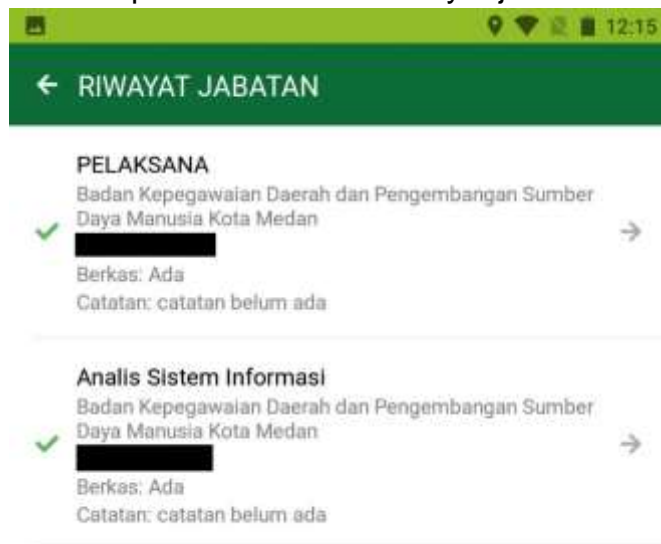 12:15
RIWAYAT JABATAN
PELAKSANA
Badan Kepegawaian Daerah dan Pengembangan Sumber
Daya Manusia Kota Medan
Berkas: Ada
Catatan: catatan belum ada
Analis Sistem Informasi
Badan Kepegawaian Daerah dan Pengembangan Sumber
Daya Manusia Kota Medan
Berkas: Ada
Catatan: catatan belum ada